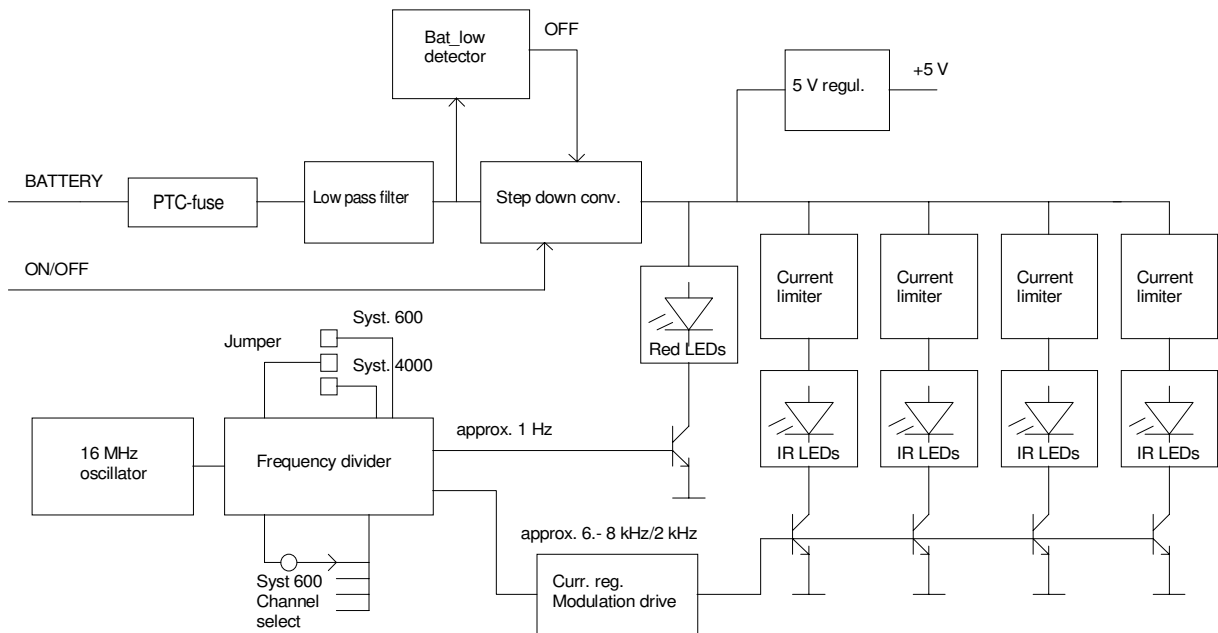 Bat_low
detector
OFF
5 V regul.
+5 V
BATTERY
PTC-fuse
Low pass filter
Step down conv.
ON/OFF
Current
limiter
Current
limiter
Current
limiter
Current
limiter
Syst. 600
Jumper
Syst. 4000
Red LEDs
16 MHz
oscillator
Frequency divider
approx. 1 Hz
IR LEDs
IR LEDs
IR LEDs
IR LEDs
approx. 6.- 8 kHz/2 kHz
Syst 600
Channel
select
Curr. reg.
Modulation drive